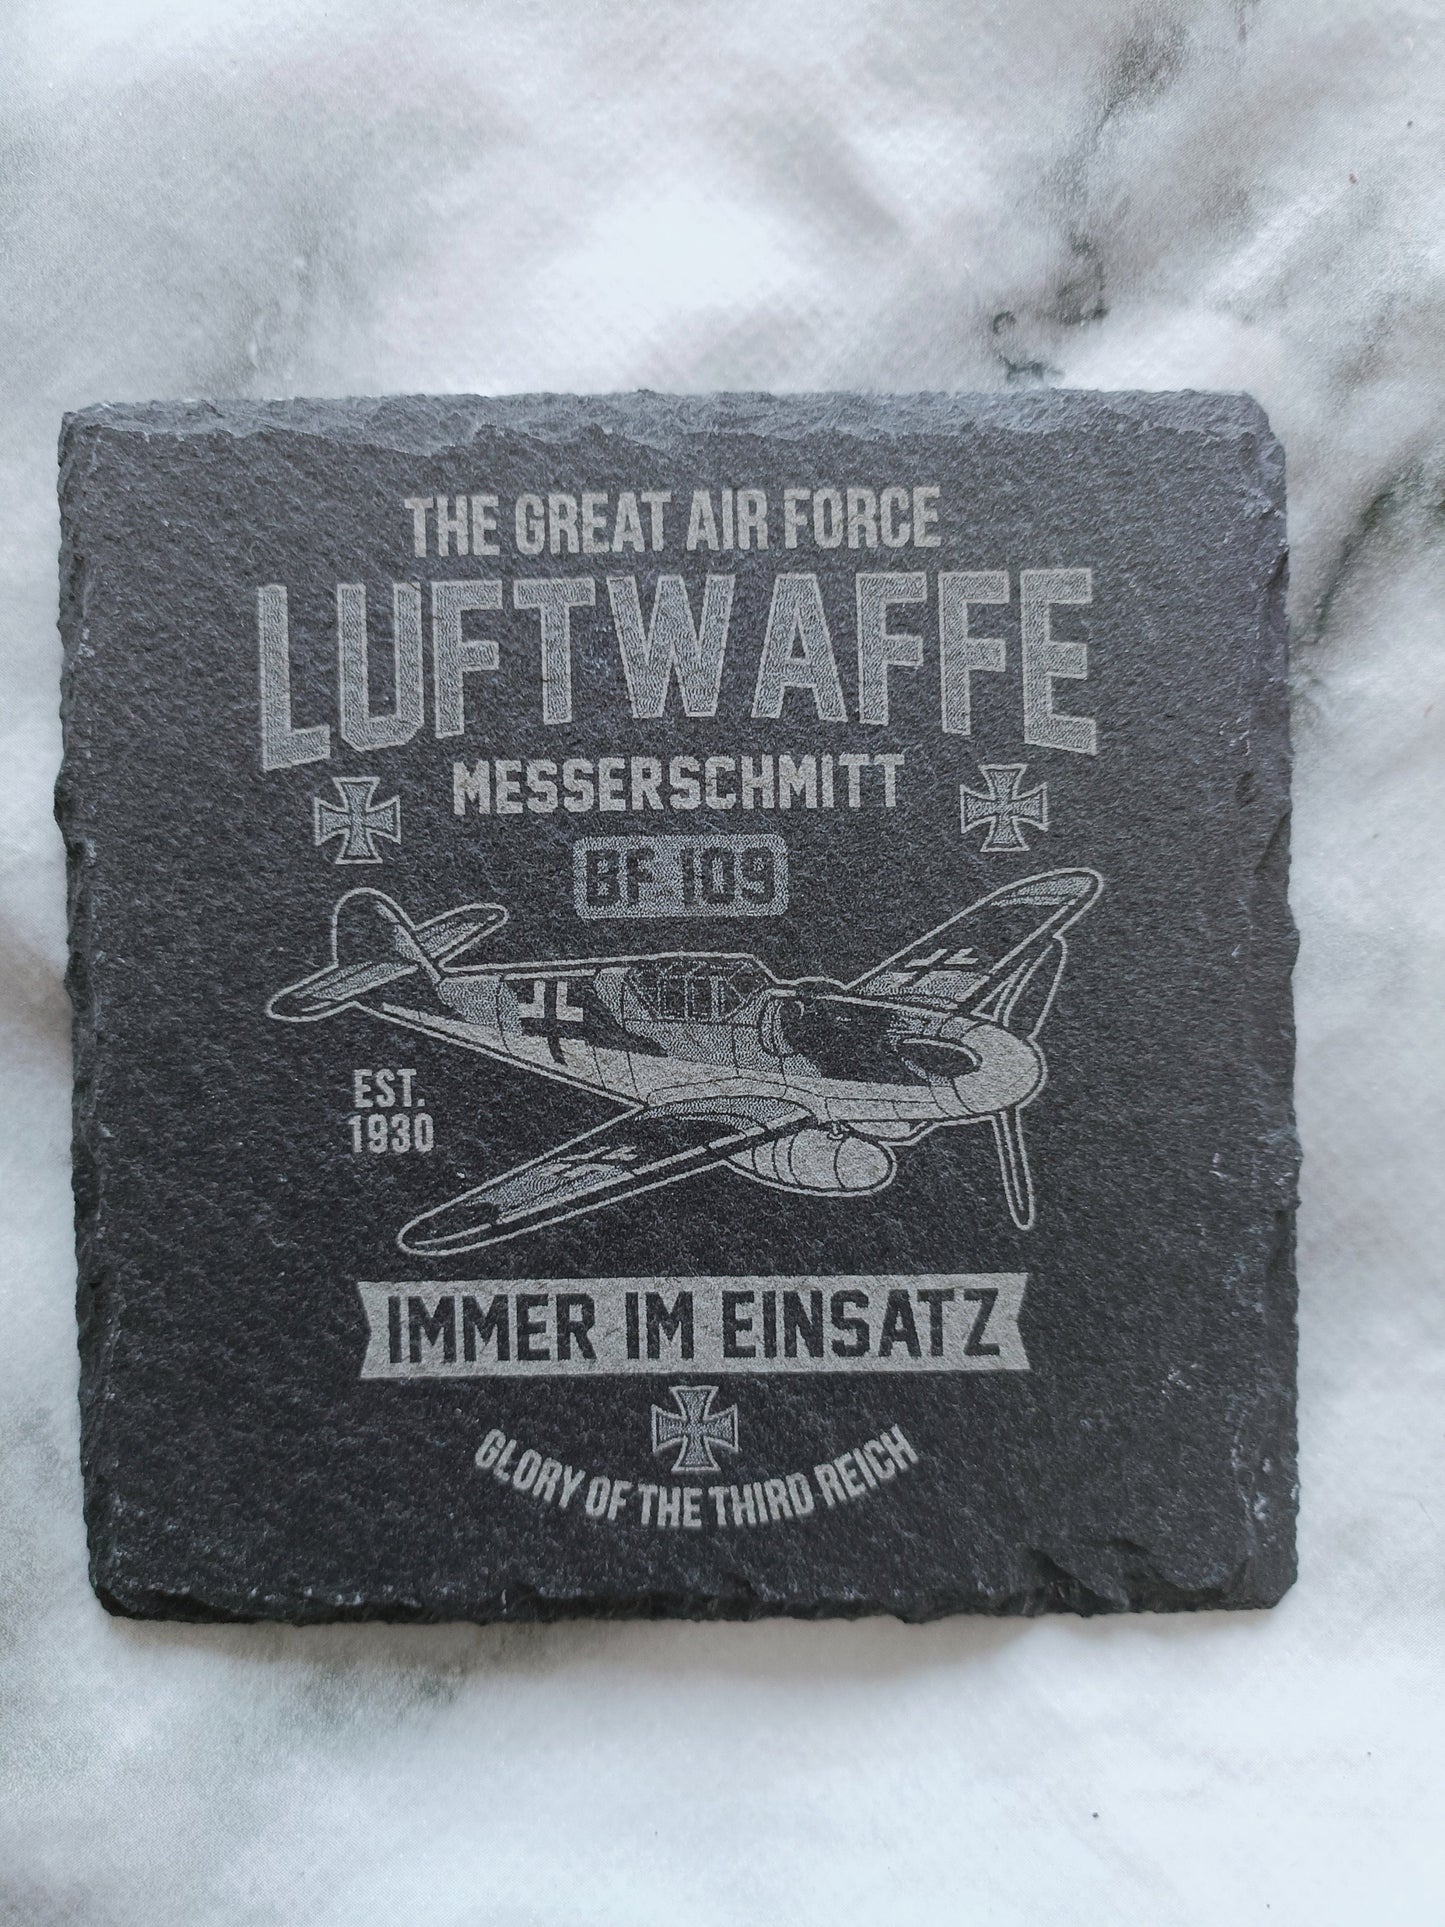 THE GREAT AIR FORCE
LUFTWAFFE
MESSERSCHMITT
BF 109
EST.
1930
IMMER IM EINSATZ
GLORY OF THE THIRD REICH